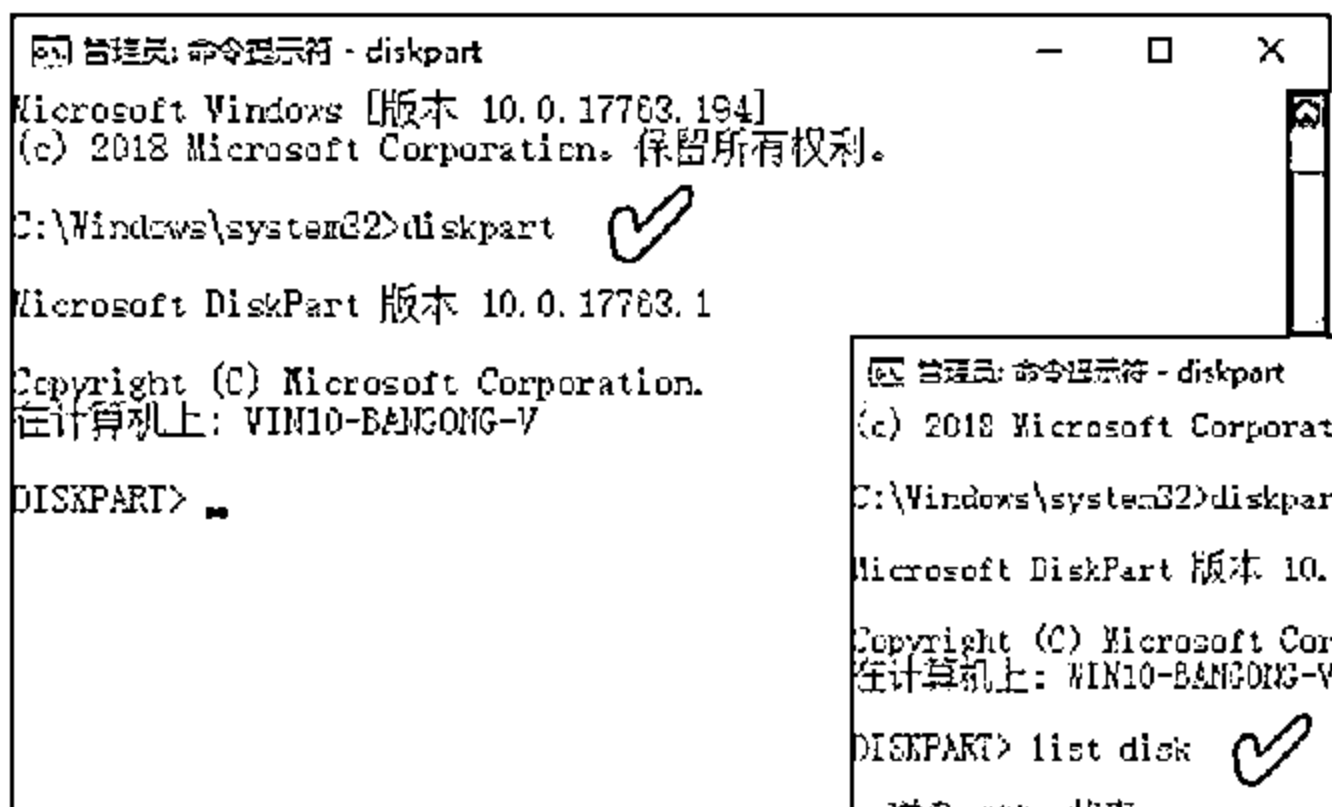 管理员: 命令提示符 - diskpart
Microsoft Windows [版本 10.0.17763.194]
(c) 2018 Microsoft Corporation。保留所有权利。
C:\Windows\system32>diskpart
Microsoft DiskPart 版本 10.0.17763.1
Copyright (C) Microsoft Corporation.
在计算机上: WIN10-BANGONG-V
DISKPART>
管理员: 命令提示符 - diskpart
(c) 2018 Microsoft Corporat
C:\Windows\system32>diskpar
Microsoft DiskPart 版本 10.
Copyright (C) Microsoft Cor
在计算机上: WIN10-BANGONG-V
DISKPART> list disk